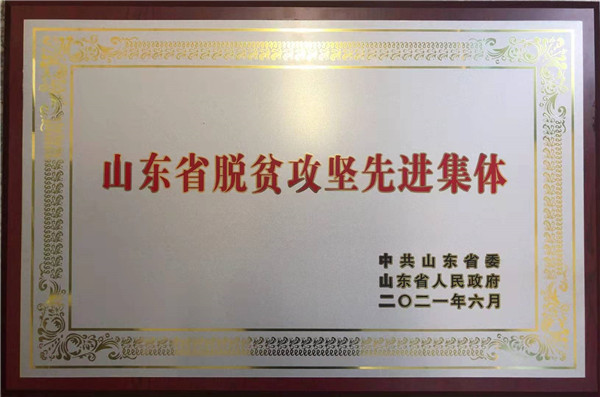 山东省脱贫攻坚先进集体
中共山东省委
山东省人民政府
二〇二一年六月